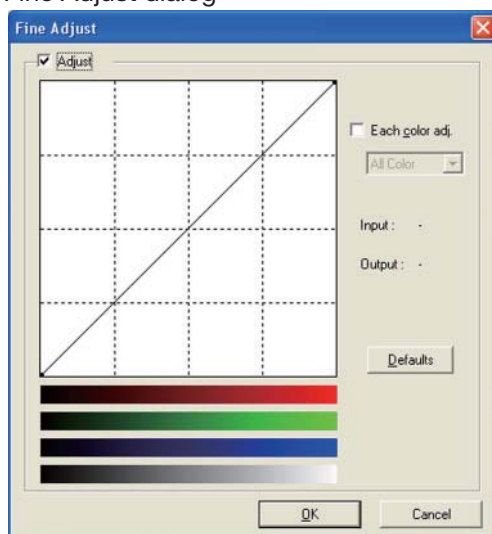 Fine Adjust dialog
Fine Adjust
Adjust
Each color adj.
All Color
Input : -
Output : -
Defaults
OK
Cancel